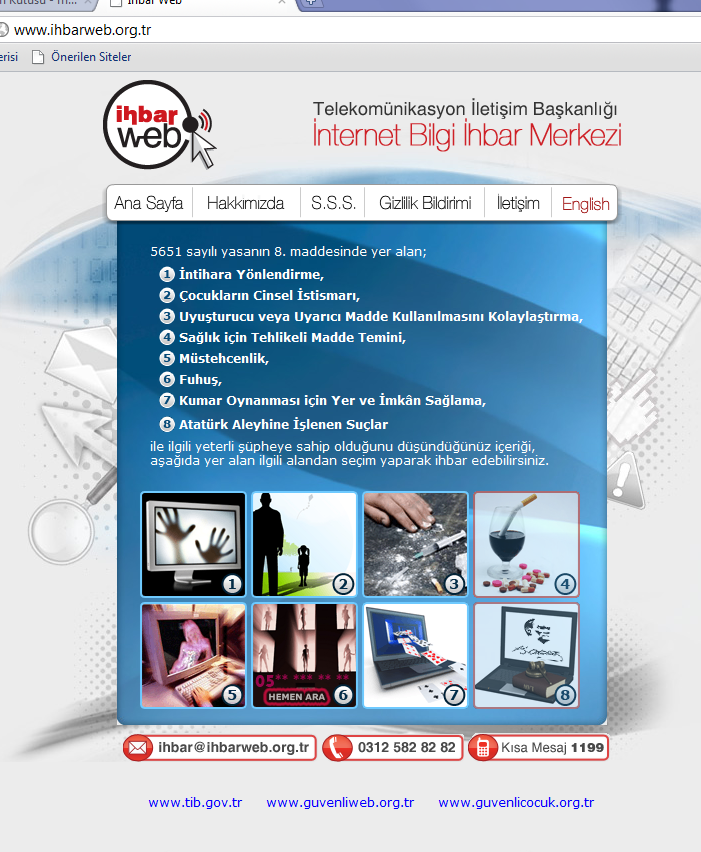 İhbar Web
www.ihbarweb.org.tr
erisi Önerilen Siteler
ihbar
web
Telekomünikasyon İletişim Başkanlığı
İnternet Bilgi İhbar Merkezi
Ana Sayfa Hakkımızda S.S.S. Gizlilik Bildirimi İletişim English
5651 sayılı yasanın 8. maddesinde yer alan;
1 İntihara Yönlendirme,
2 Çocukların Cinsel İstismarı,
3 Uyuşturucu veya Uyarıcı Madde Kullanılmasını Kolaylaştırma,
4 Sağlık için Tehlikeli Madde Temini,
5 Müstehcenlik,
6 Fuhuş,
7 Kumar Oynanması için Yer ve İmkân Sağlama,
8 Atatürk Aleyhine İşlenen Suçlar
ile ilgili yeterli şüpheye sahip olduğunu düşündüğünüz içeriği,
aşağıda yer alan ilgili alandan seçim yaparak ihbar edebilirsiniz.
1 2 3 4
05** *** ** **
HEMEN ARA
5 6 7 8
ihbar@ihbarweb.org.tr 0312 582 82 82 Kısa Mesaj 1199
www.tib.gov.tr www.guvenliweb.org.tr www.guvenlicocuk.org.tr